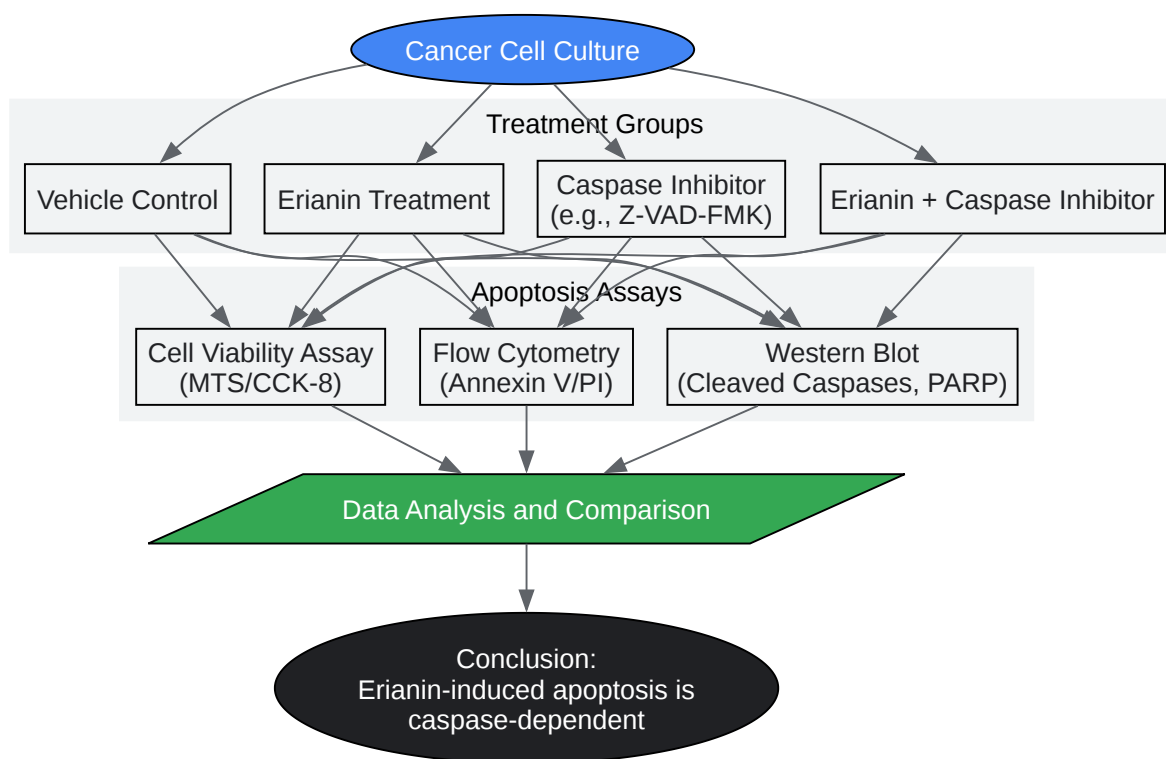 Cancer Cell Culture
Treatment Groups
Vehicle Control
Erianin Treatment
Caspase Inhibitor
(e.g., Z-VAD-FMK)
Erianin + Caspase Inhibitor
Apoptosis Assays
Cell Viability Assay
(MTS/CCK-8)
Flow Cytometry
(Annexin V/PI)
Western Blot
(Cleaved Caspases, PARP)
Data Analysis and Comparison
Conclusion:
Erianin-induced apoptosis is
caspase-dependent